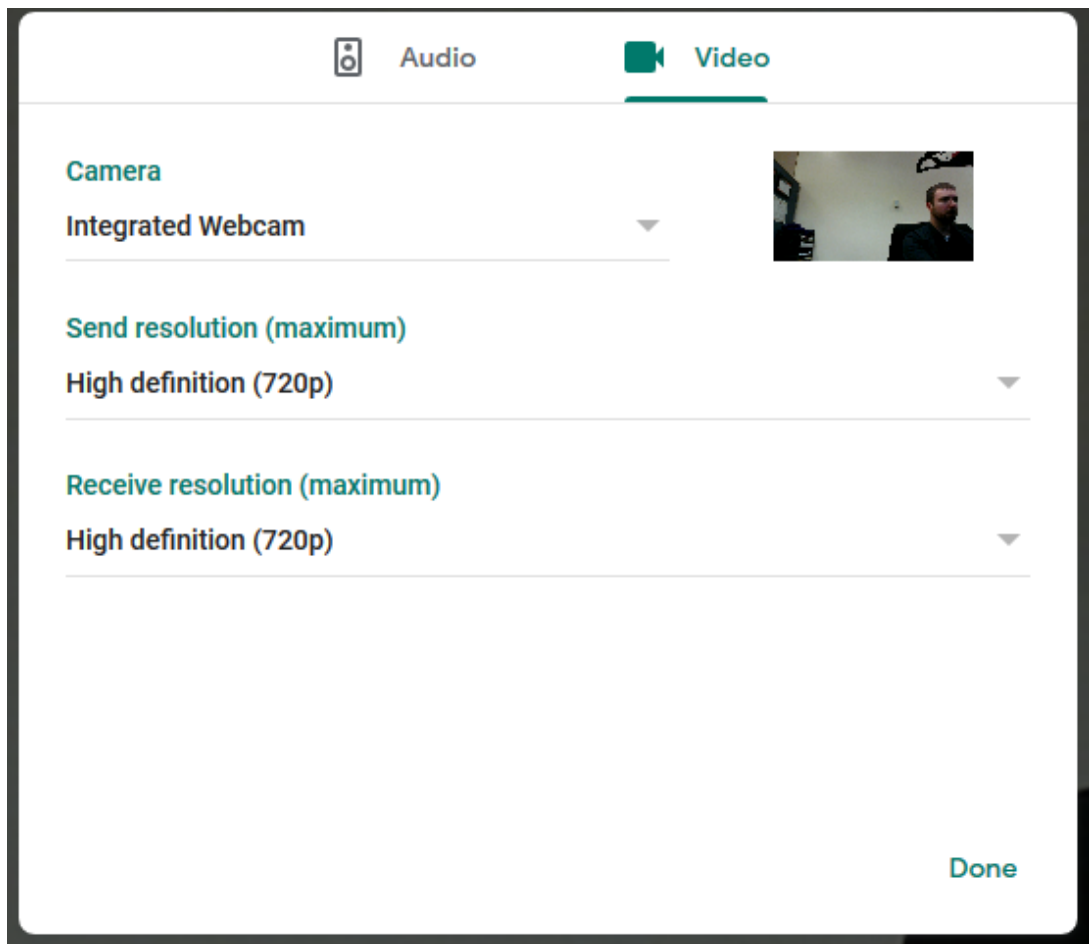 Audio
Video
Camera
Integrated Webcam
Send resolution (maximum)
High definition (720p)
Receive resolution (maximum)
High definition (720p)
Done